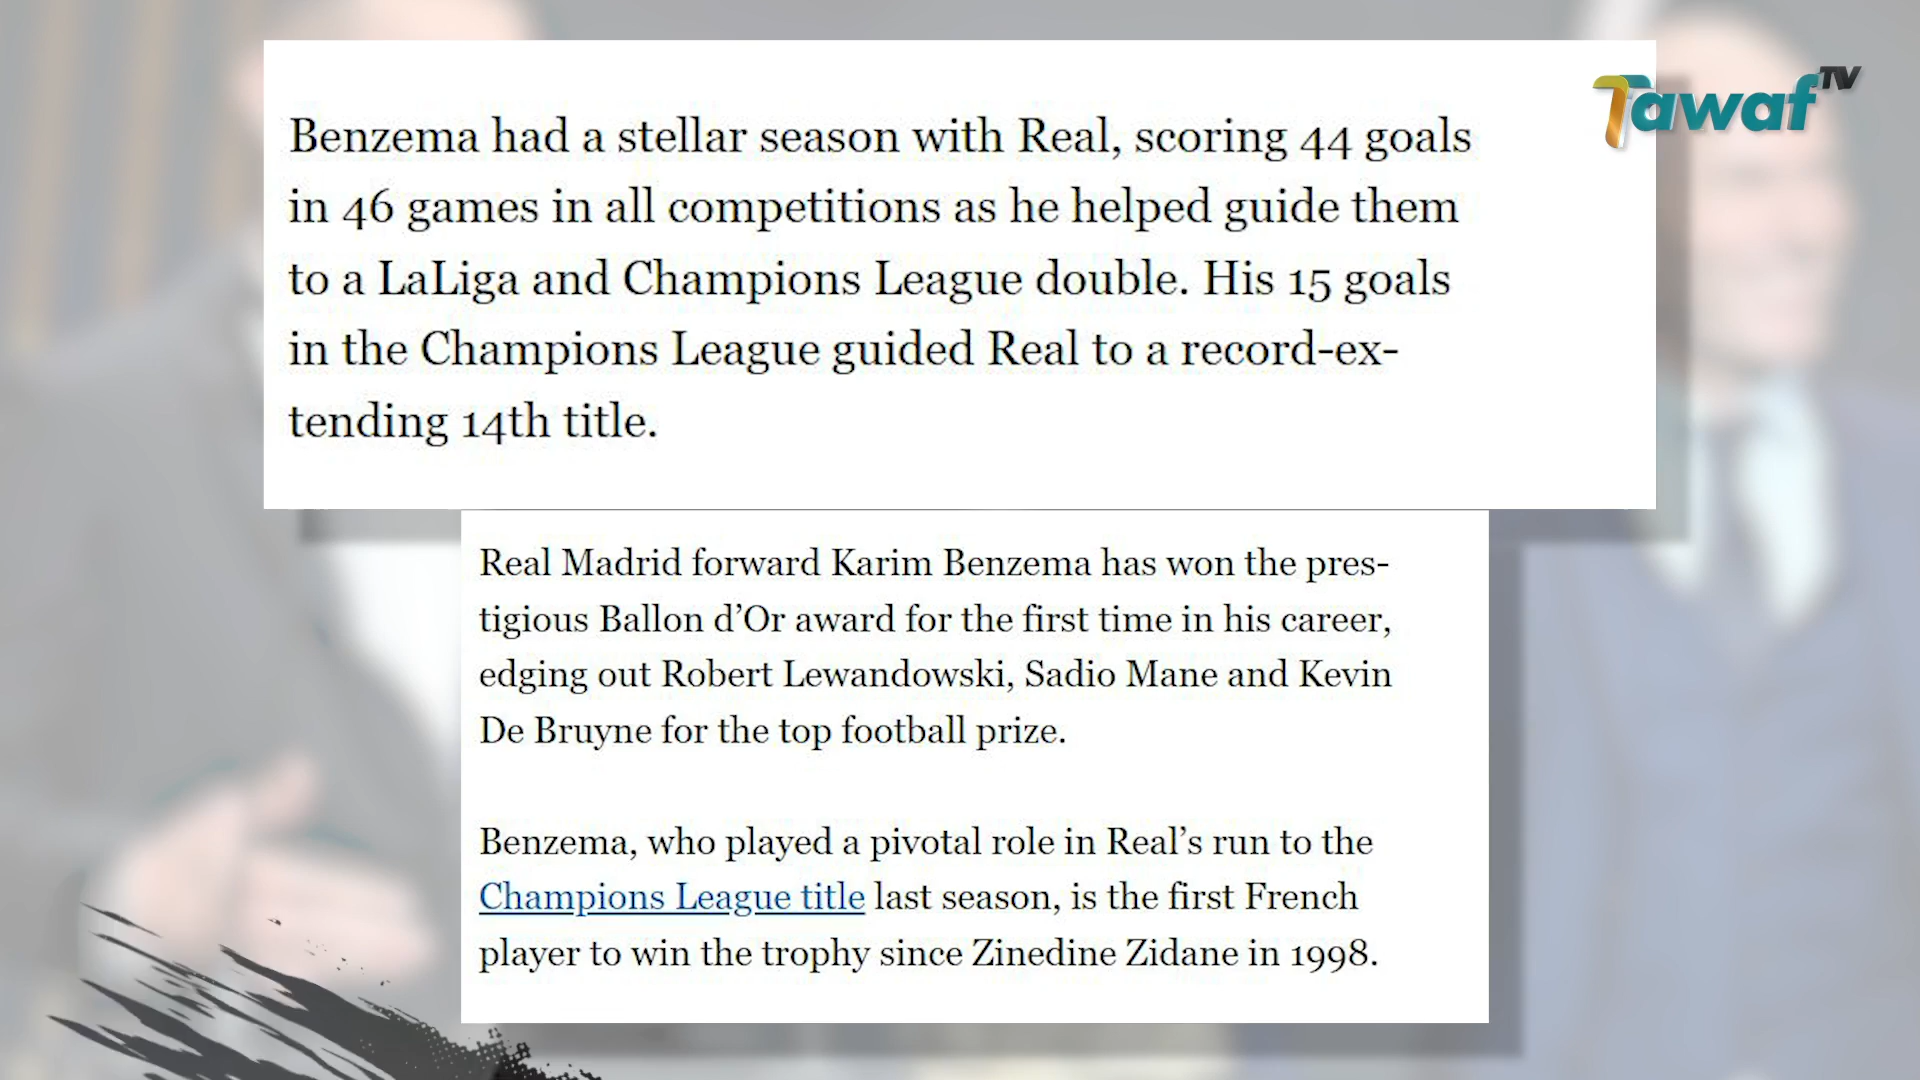 Tawaf TV
Benzema had a stellar season with Real, scoring 44 goals
in 46 games in all competitions as he helped guide them
to a LaLiga and Champions League double. His 15 goals
in the Champions League guided Real to a record-ex-
tending 14th title.
Real Madrid forward Karim Benzema has won the pres-
tigious Ballon d’Or award for the first time in his career,
edging out Robert Lewandowski, Sadio Mane and Kevin
De Bruyne for the top football prize.
Benzema, who played a pivotal role in Real’s run to the
Champions League title last season, is the first French
player to win the trophy since Zinedine Zidane in 1998.